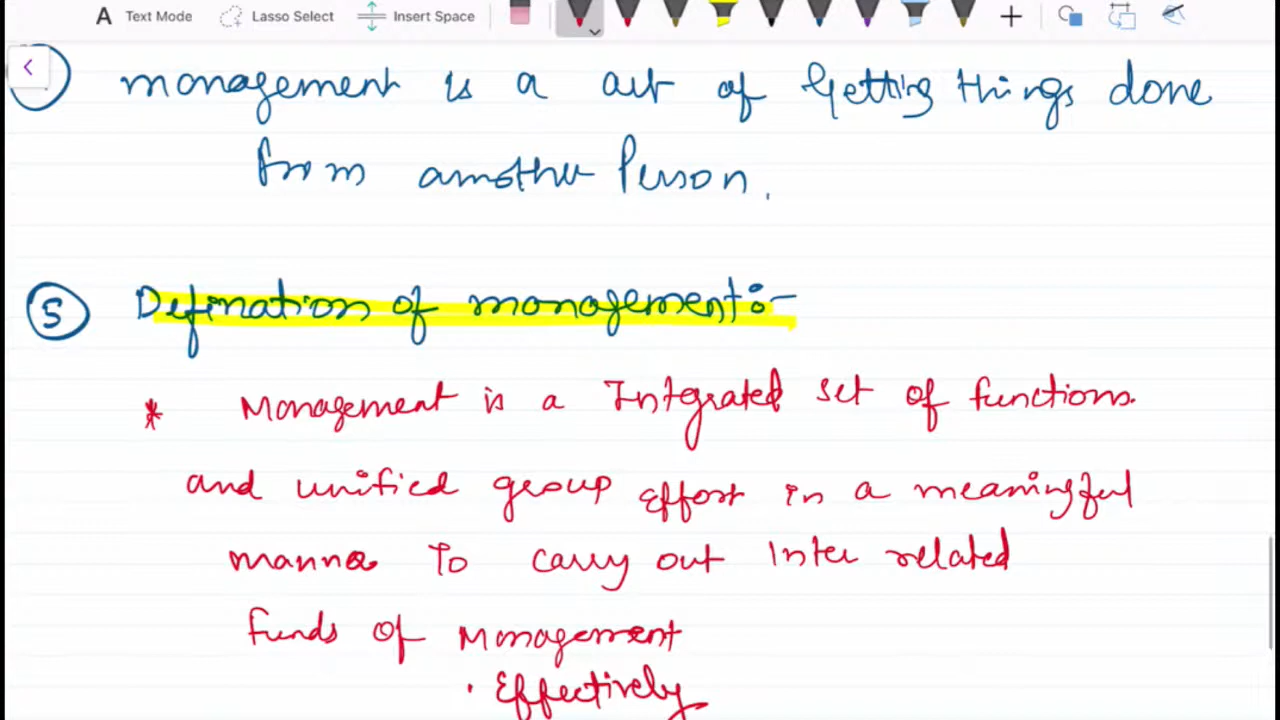 Text Mode Lasso Select Insert Space
management is a art of Getting things done
from another Person.
5 Defination of management:-
* Management is a Integrated set of functions.
and unified group Effort in a meaningful
manner To carry out Inter related
funds of Management
. Effectively